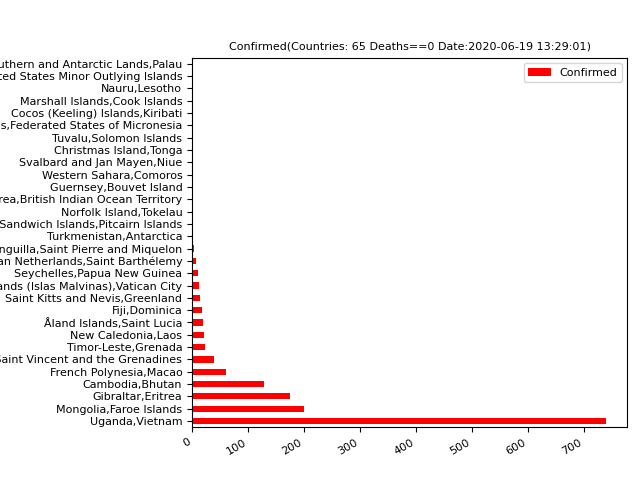 Confirmed(Countries: 65 Deaths==0 Date:2020-06-19 13:29:01)
Confirmed
and Antarctic Lands,Palau
States Minor Outlying Islands
Nauru,Lesotho
Marshall Islands,Cook Islands
Cocos (Keeling) Islands,Kiribati
s,Federated States of Micronesia
Tuvalu,Solomon Islands
Christmas Island,Tonga
Svalbard and Jan Mayen,Niue
Western Sahara,Comoros
Guernsey,Bouvet Island
rea,British Indian Ocean Territory
Norfolk Island,Tokelau
Sandwich Islands,Pitcairn Islands
Turkmenistan,Antarctica
nguilla,Saint Pierre and Miquelon
an Netherlands,Saint Barthélemy
Seychelles,Papua New Guinea
nds (Islas Malvinas),Vatican City
Saint Kitts and Nevis,Greenland
Fiji,Dominica
Åland Islands,Saint Lucia
New Caledonia,Laos
Timor-Leste,Grenada
Saint Vincent and the Grenadines
French Polynesia,Macao
Cambodia,Bhutan
Gibraltar,Eritrea
Mongolia,Faroe Islands
Uganda,Vietnam
0 100 200 300 400 500 600 700